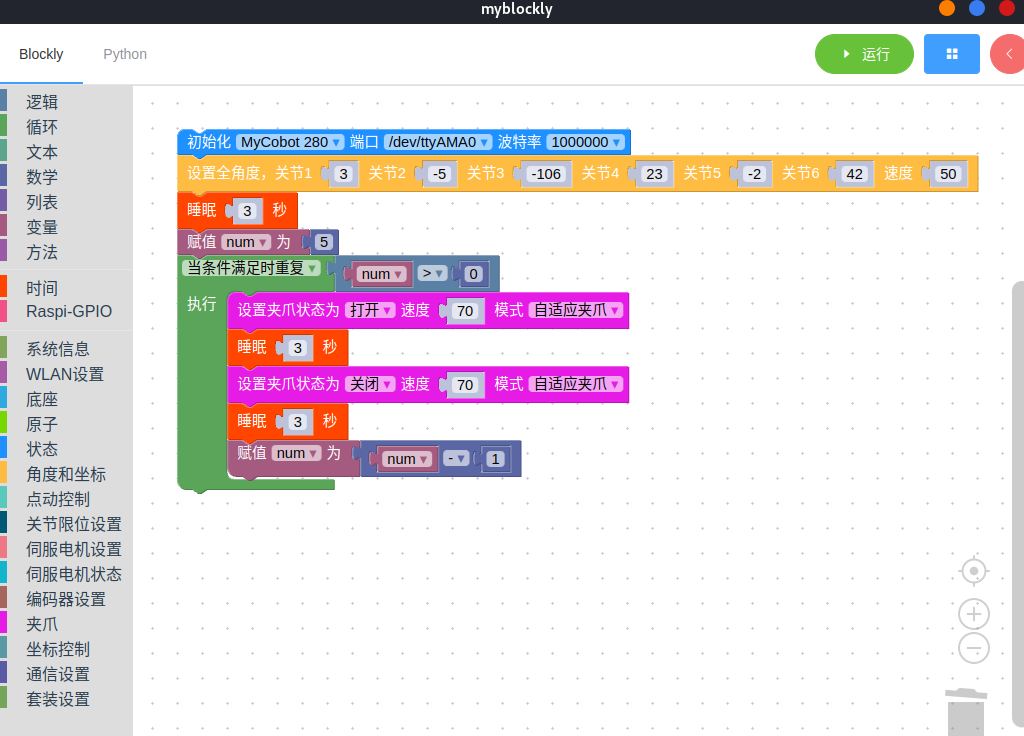 myblockly
Blockly Python 运行
逻辑
循环
文本
数学
列表
变量
方法
时间
Raspi-GPIO
系统信息
WLAN设置
底座
原子
状态
角度和坐标
点动控制
关节限位设置
伺服电机设置
伺服电机状态
编码器设置
夹爪
坐标控制
通信设置
套装设置
初始化 MyCobot 280 端口 /dev/ttyAMA0 波特率 1000000
设置全角度，关节1 3 关节2 -5 关节3 -106 关节4 23 关节5 -2 关节6 42 速度 50
睡眠 3 秒
赋值 num 为 5
当条件满足时重复 num > 0
执行 设置夹爪状态为 打开 速度 70 模式 自适应夹爪
睡眠 3 秒
设置夹爪状态为 关闭 速度 70 模式 自适应夹爪
睡眠 3 秒
赋值 num 为 num - 1